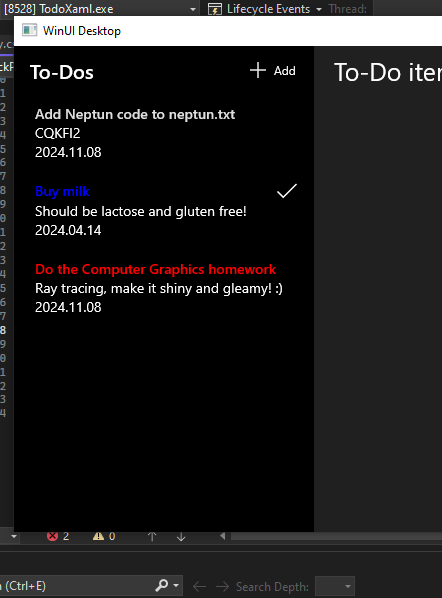 [8528] TodoXaml.exe
Lifecycle Events
Thread:
WinUI Desktop
To-Dos
Add
To-Do iter
Add Neptun code to neptun.txt
CQKFI2
2024.11.08
Buy milk
Should be lactose and gluten free!
2024.04.14
Do the Computer Graphics homework
Ray tracing, make it shiny and gleamy! :)
2024.11.08
2
0
(Ctrl+E)
Search Depth: